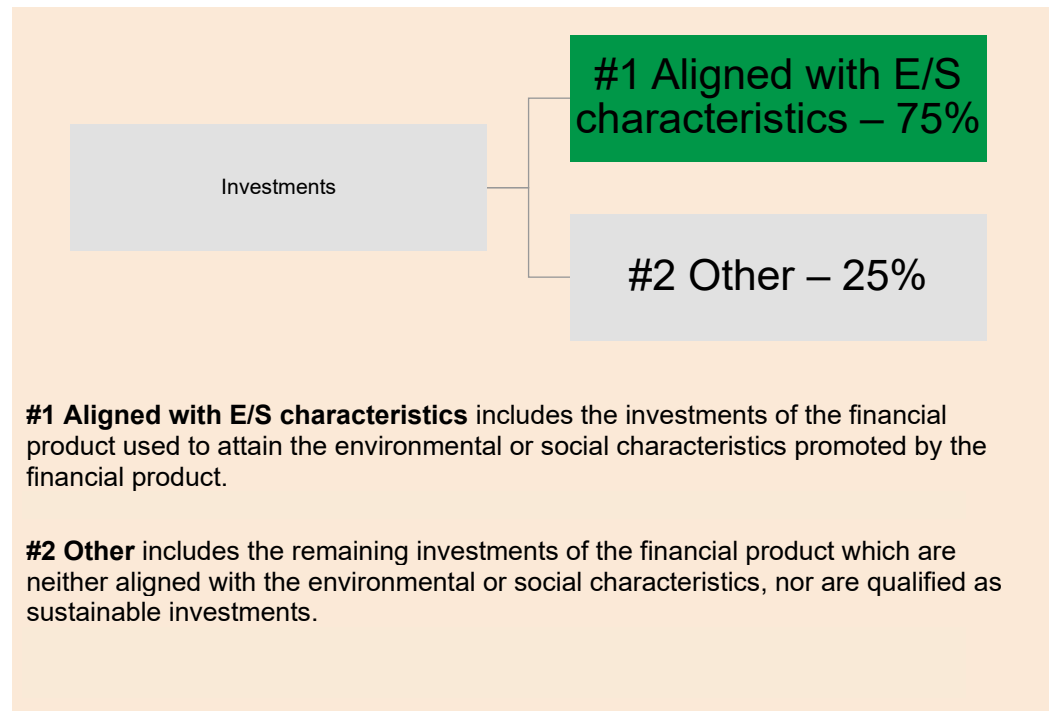 #1 Aligned with E/S
characteristics – 75%
Investments
#2 Other – 25%
#1 Aligned with E/S characteristics includes the investments of the financial
product used to attain the environmental or social characteristics promoted by the
financial product.
#2 Other includes the remaining investments of the financial product which are
neither aligned with the environmental or social characteristics, nor are qualified as
sustainable investments.